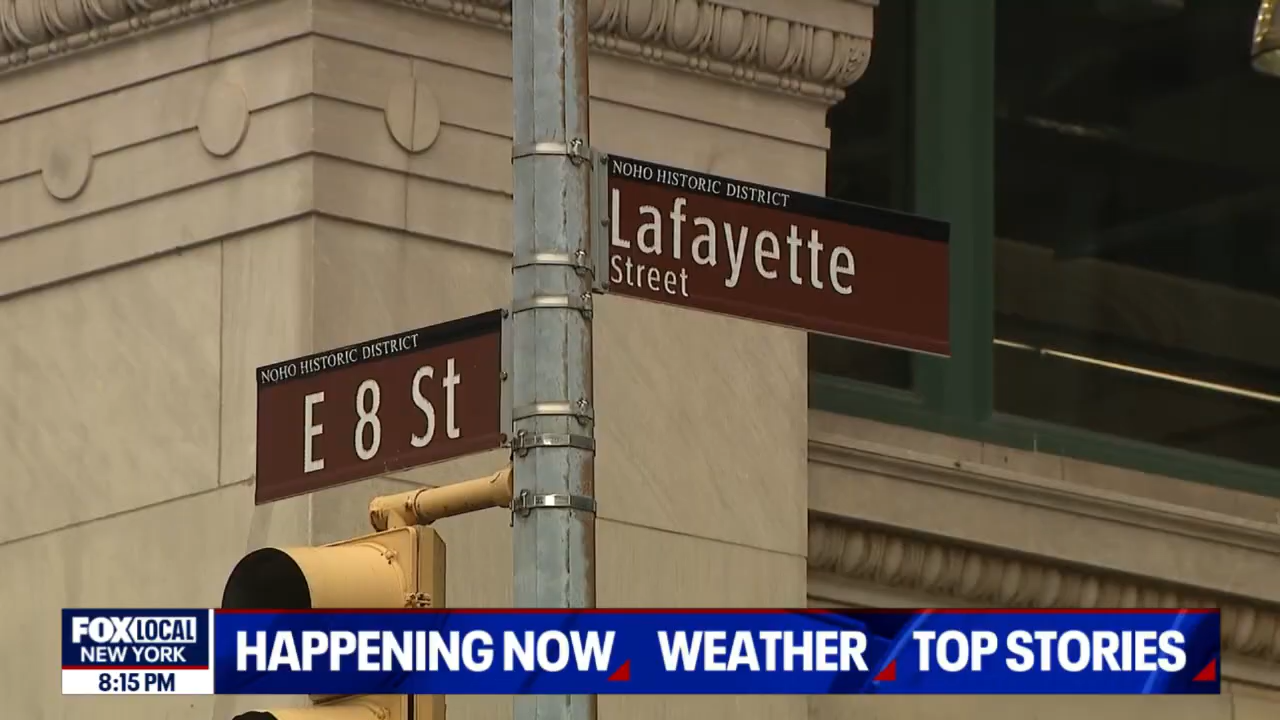 NOHO HISTORIC DISTRICT
Lafayette
Street
NOHO HISTORIC DISTRICT
E 8 St
FOX LOCAL
NEW YORK
8:15 PM
HAPPENING NOW WEATHER TOP STORIES